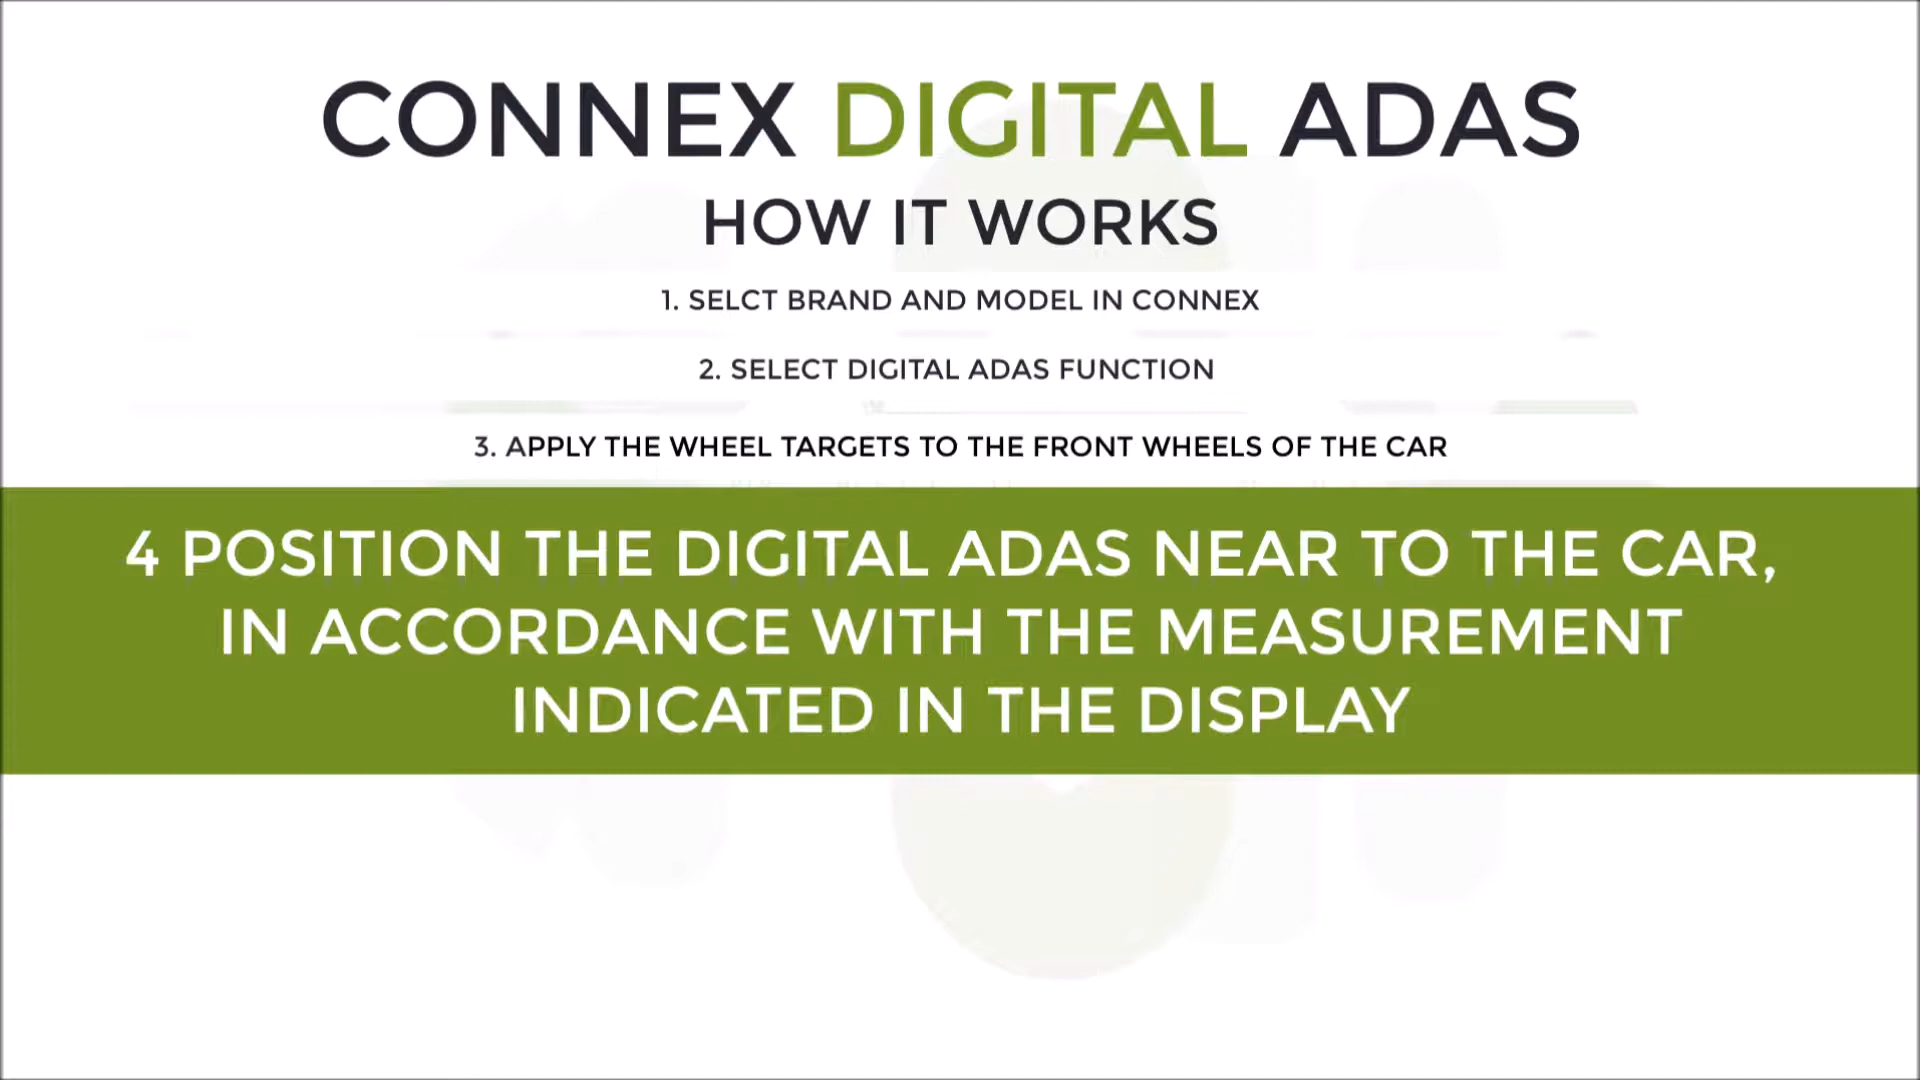 CONNEX DIGITAL ADAS
HOW IT WORKS
1. SELCT BRAND AND MODEL IN CONNEX
2. SELECT DIGITAL ADAS FUNCTION
3. APPLY THE WHEEL TARGETS TO THE FRONT WHEELS OF THE CAR
4 POSITION THE DIGITAL ADAS NEAR TO THE CAR,
IN ACCORDANCE WITH THE MEASUREMENT
INDICATED IN THE DISPLAY